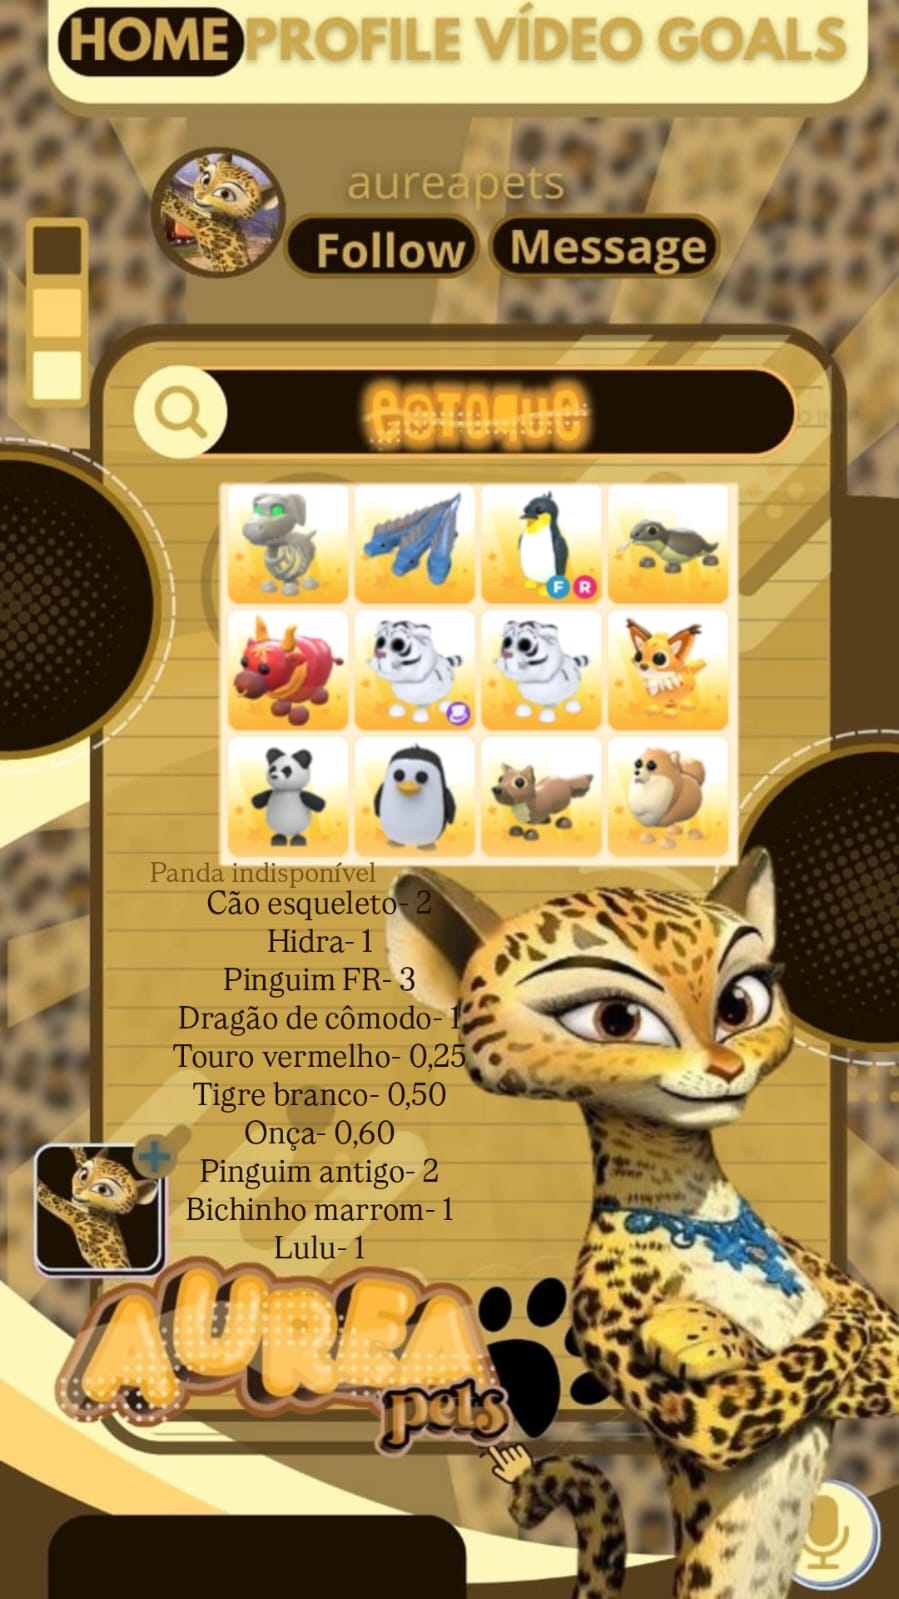 HOME PROFILE VÍDEO GOALS
aureapets
Follow Message
estoque
F R
Panda indisponível
Cão esqueleto- 2
Hidra- 1
Pinguim FR- 3
Dragão de cômodo- 1
Touro vermelho- 0,25
Tigre branco- 0,50
Onça- 0,60
Pinguim antigo- 2
Bichinho marrom- 1
Lulu- 1
AUREA
pets